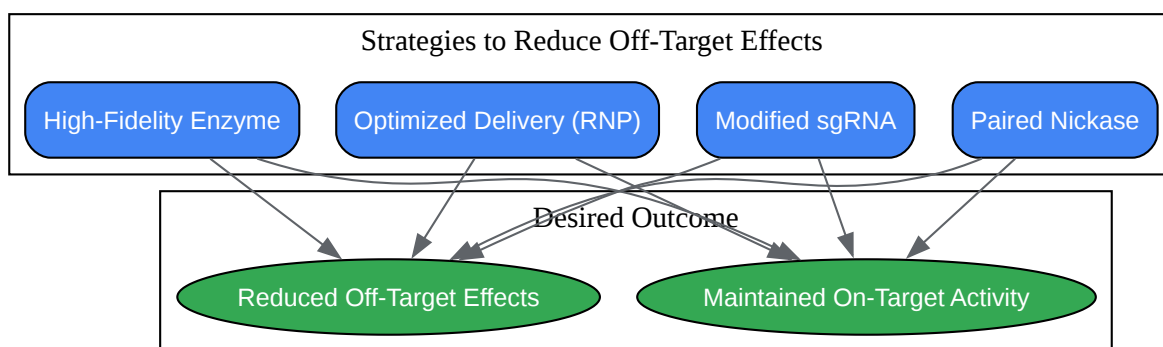 Strategies to Reduce Off-Target Effects
High-Fidelity Enzyme
Optimized Delivery (RNP)
Modified sgRNA
Paired Nickase
Desired Outcome
Reduced Off-Target Effects
Maintained On-Target Activity